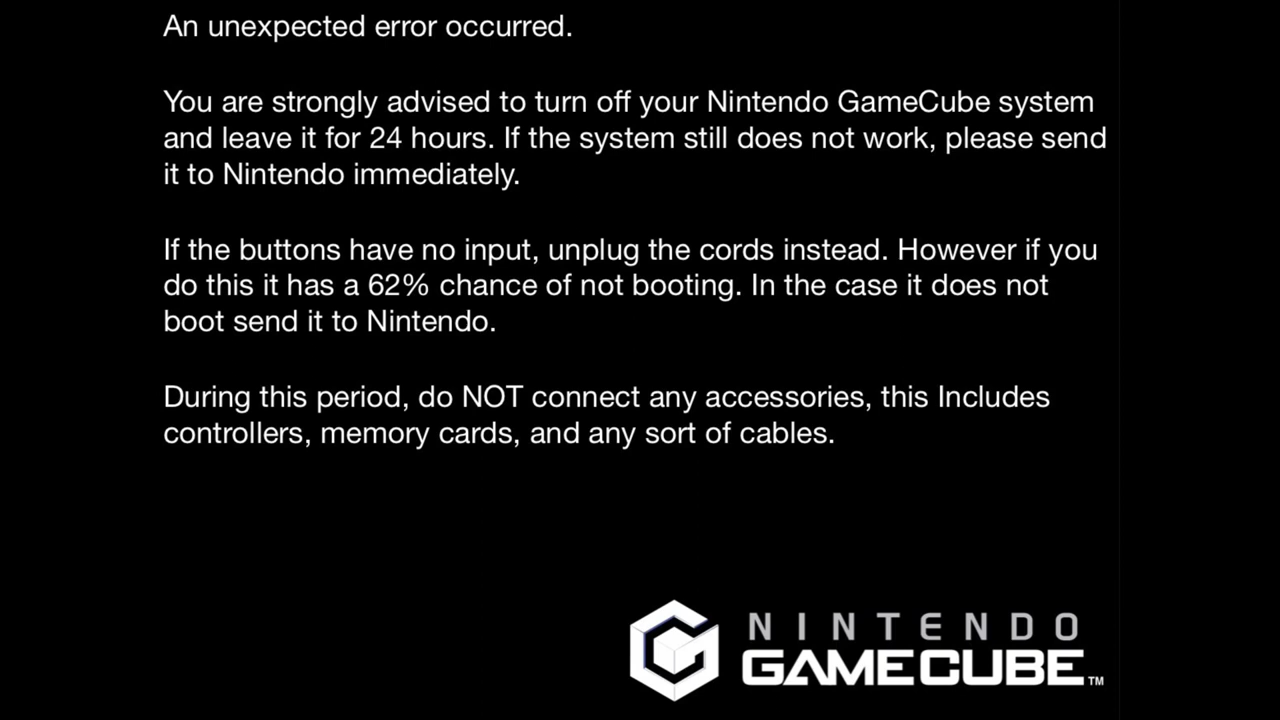 An unexpected error occurred.
You are strongly advised to turn off your Nintendo GameCube system
and leave it for 24 hours. If the system still does not work, please send
it to Nintendo immediately.
If the buttons have no input, unplug the cords instead. However if you
do this it has a 62% chance of not booting. In the case it does not
boot send it to Nintendo.
During this period, do NOT connect any accessories, this Includes
controllers, memory cards, and any sort of cables.
NINTENDO
GAMECUBE™